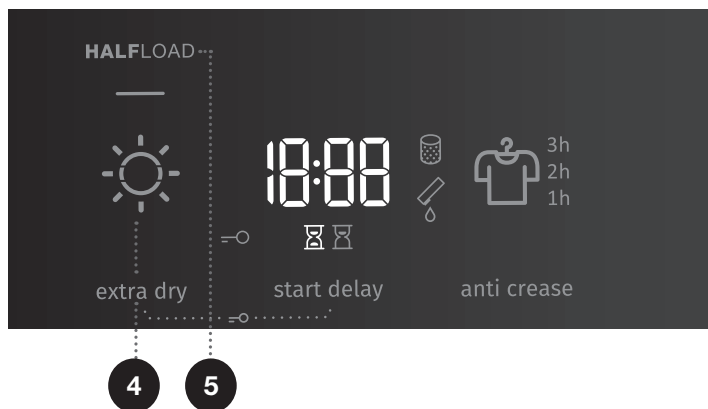 HALFLOAD
18:88
3h
2h
1h
extra dry
start delay
anti crease
4
5